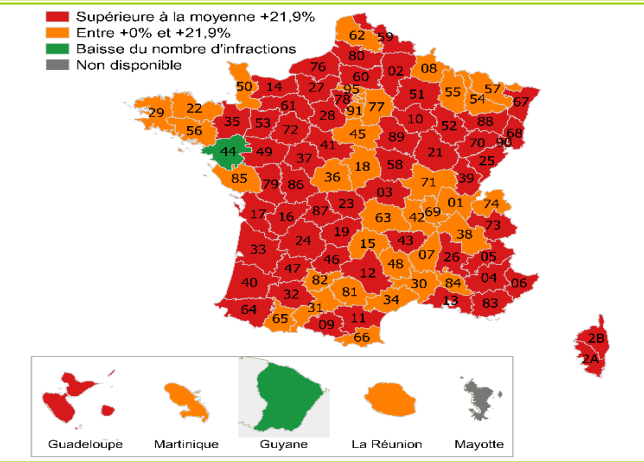 Supérieure à la moyenne +21,9%
Entre +0% et +21,9%
Baisse du nombre d'infractions
Non disponible
62 59
80
76 02 08
60
50 14 27 95 51 55 57
78 77 54 67
61 91
29 22 28 10 88
35 53 52 68
56 72 45 89 70 90
44 49 41 21 25
37 18 58
85 36 39
79 86 03 71
01 74
17 16 87 23 63 42 69
73
19 38
24 15 43
33 46 48 07 26 05
47 12
40 82 30 84 04 06
32 81 34
31 13 83
64 65 09 11
66
2B
2A
Guadeloupe Martinique Guyane La Réunion Mayotte